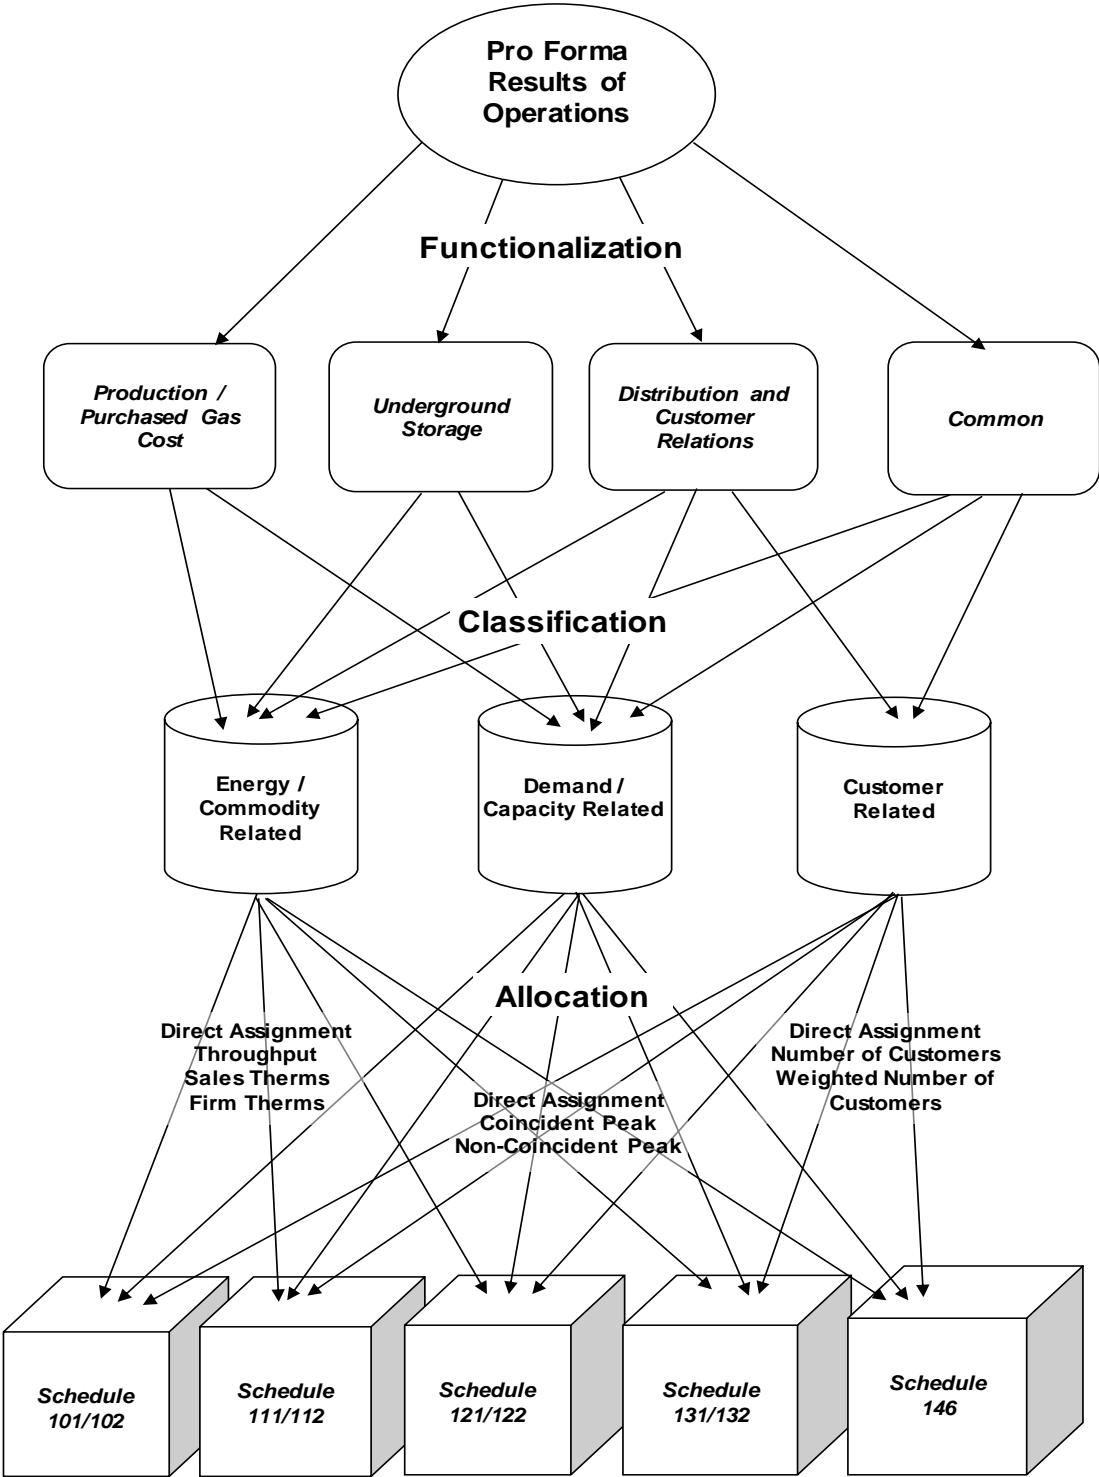 Pro Forma
Results of
Operations
Functionalization
Production /
Purchased Gas
Cost
Underground
Storage
Distribution and
Customer
Relations
Common
Classification
Energy /
Commodity
Related
Demand /
Capacity Related
Customer
Related
Allocation
Direct Assignment
Throughput
Sales Therms
Firm Therms
Direct Assignment
Coincident Peak
Non-Coincident Peak
Direct Assignment
Number of Customers
Weighted Number of
Customers
Schedule
101/102
Schedule
111/112
Schedule
121/122
Schedule
131/132
Schedule
146